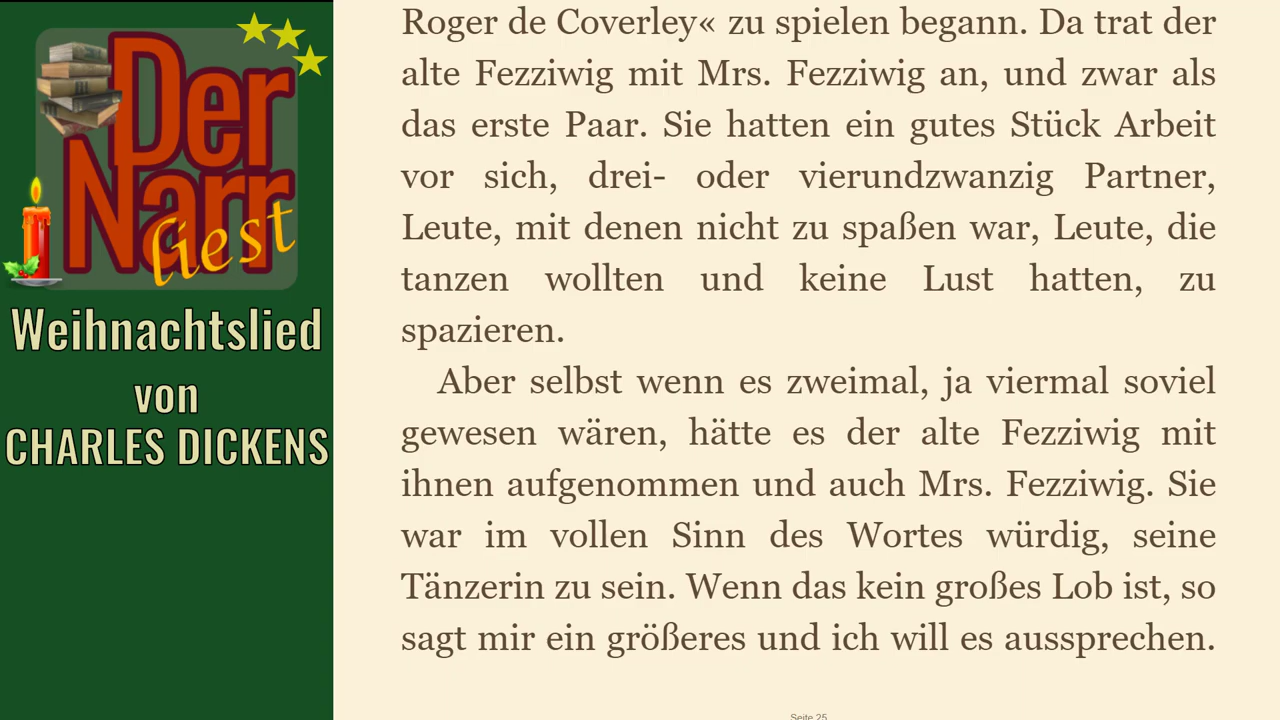 Der
Narr
liest
Weihnachtslied
von
CHARLES DICKENS
Roger de Coverley« zu spielen begann. Da trat der
alte Fezziwig mit Mrs. Fezziwig an, und zwar als
das erste Paar. Sie hatten ein gutes Stück Arbeit
vor sich, drei- oder vierundzwanzig Partner,
Leute, mit denen nicht zu spaßen war, Leute, die
tanzen wollten und keine Lust hatten, zu
spazieren.
Aber selbst wenn es zweimal, ja viermal soviel
gewesen wären, hätte es der alte Fezziwig mit
ihnen aufgenommen und auch Mrs. Fezziwig. Sie
war im vollen Sinn des Wortes würdig, seine
Tänzerin zu sein. Wenn das kein großes Lob ist, so
sagt mir ein größeres und ich will es aussprechen.
Seite 25